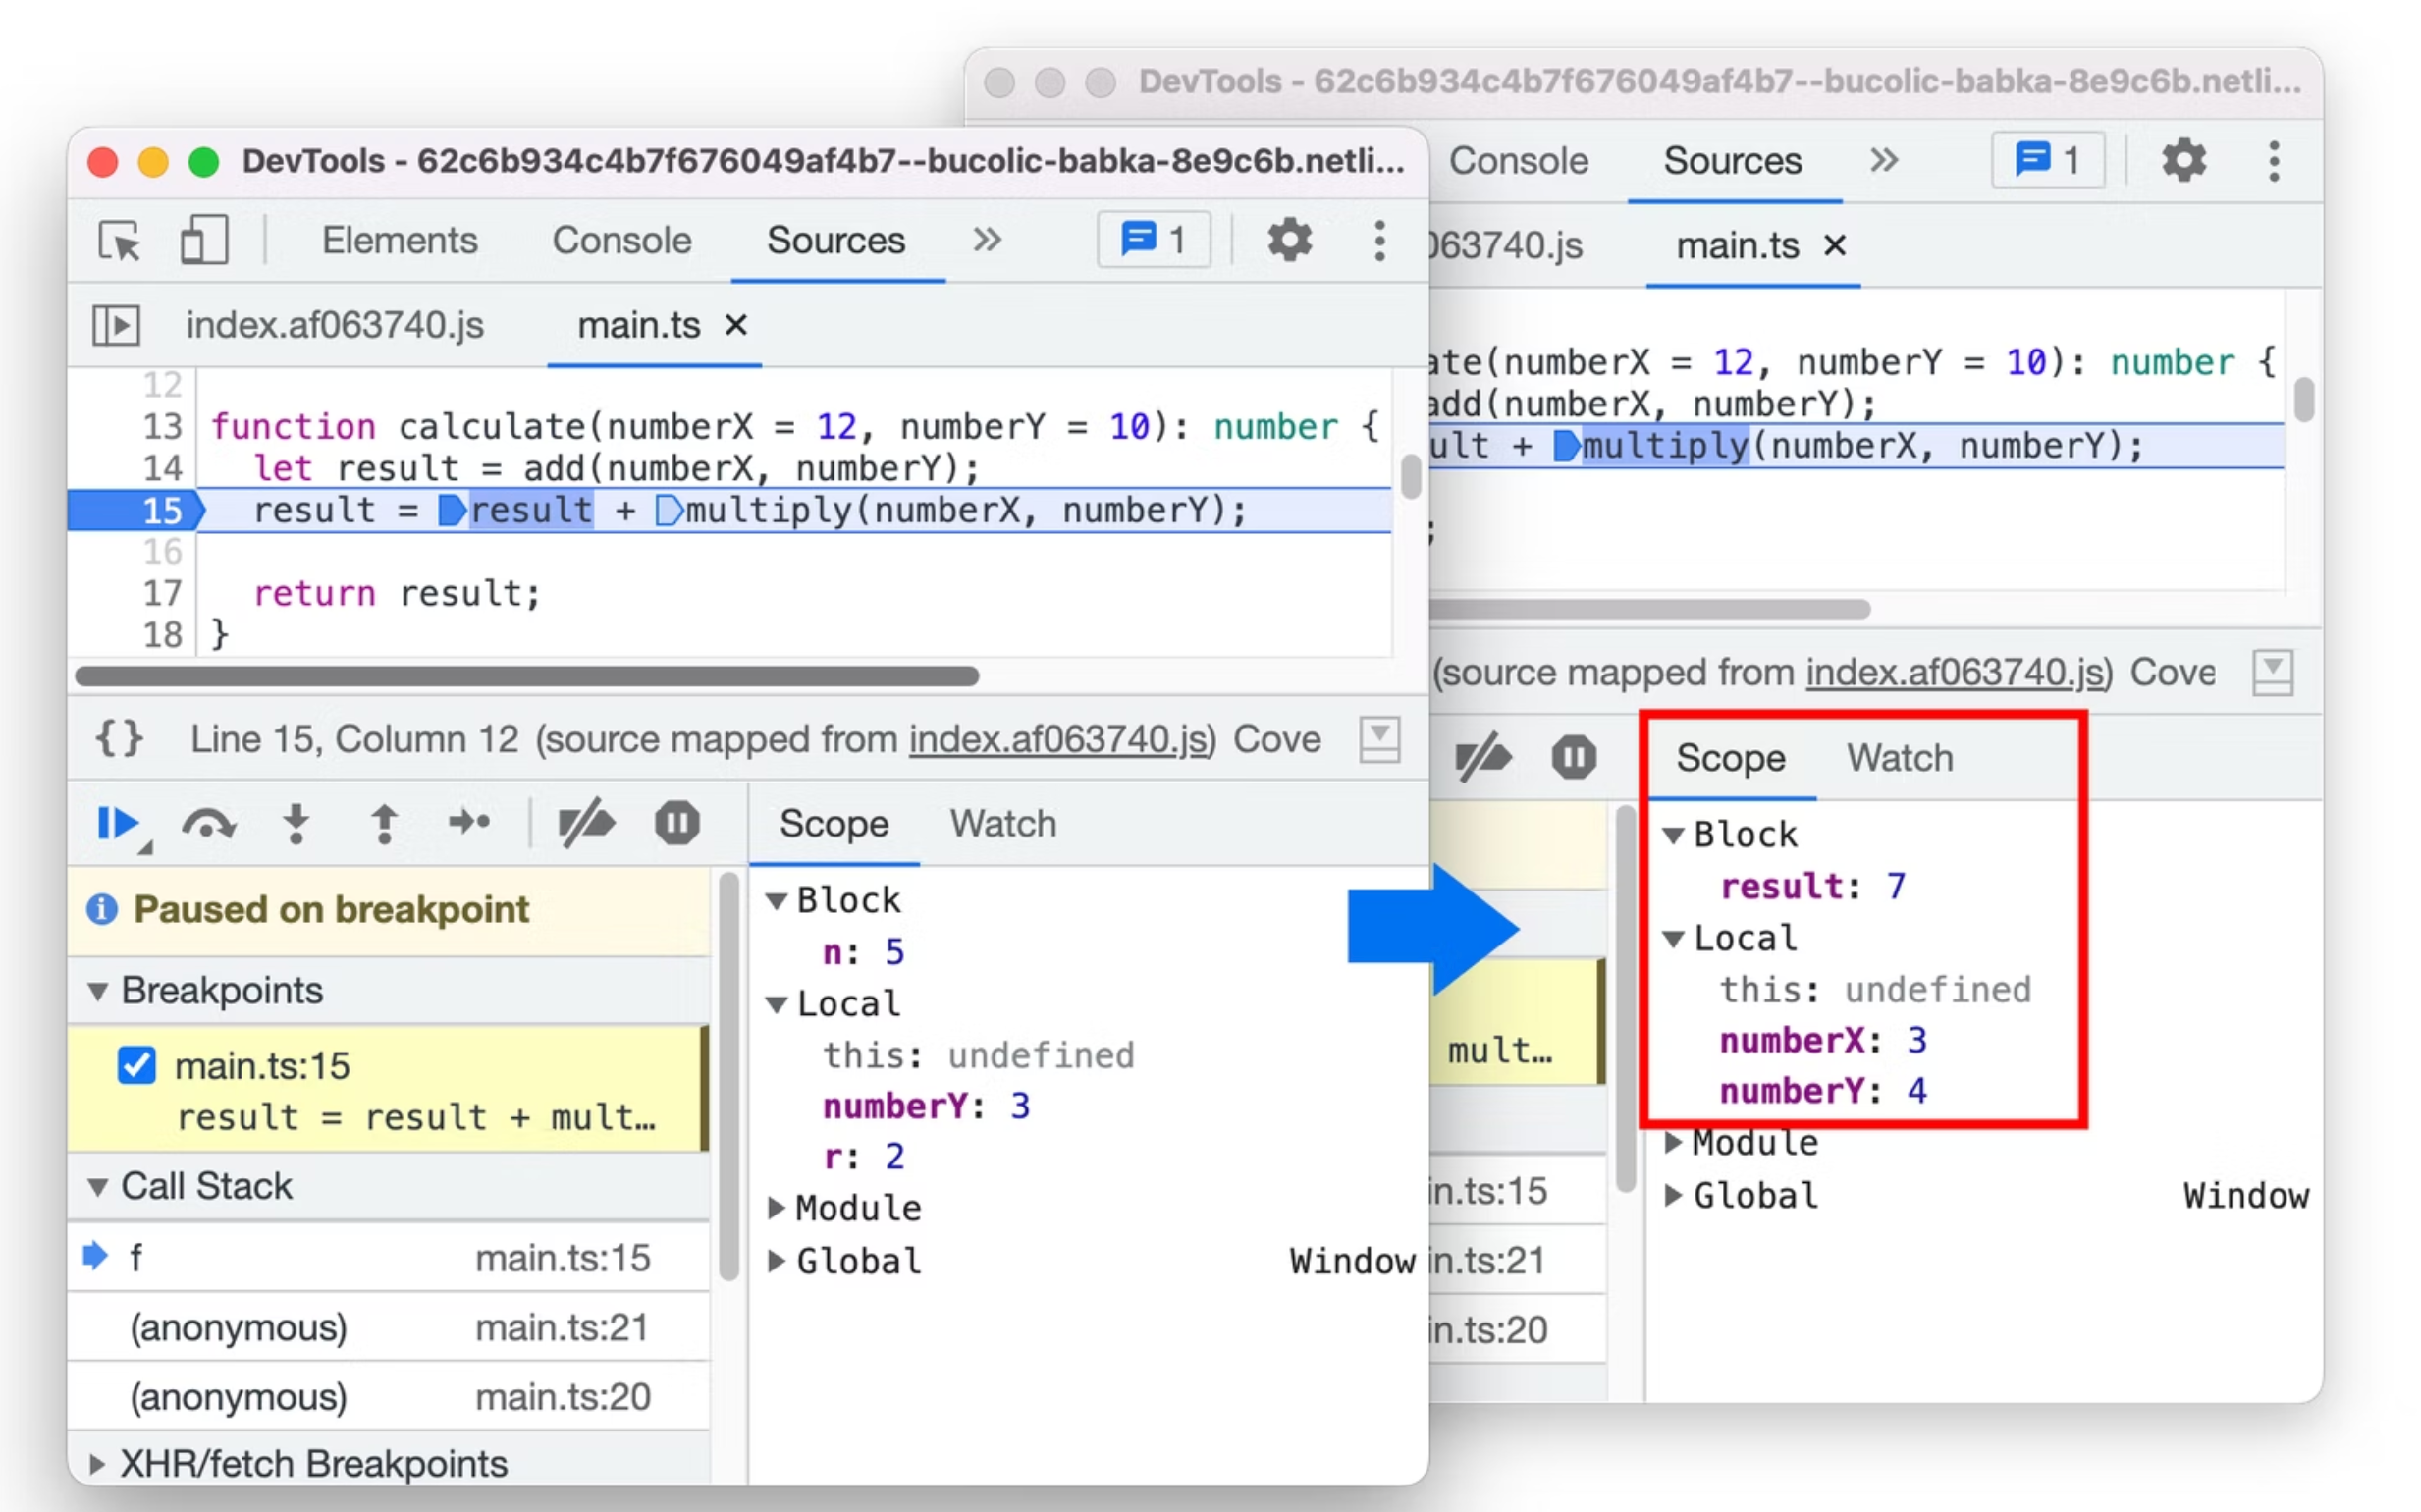 DevTools - 62c6b934c4b7f676049af4b7--bucolic-babka-8e9c6b.netli...
Elements Console Sources 1
index.af063740.js main.ts
12
13 function calculate(numberX = 12, numberY = 10): number {
14 let result = add(numberX, numberY);
15 result = result + multiply(numberX, numberY);
16
17 return result;
18 }
{} Line 15, Column 12 (source mapped from index.af063740.js) Cove
Scope Watch
Paused on breakpoint
Breakpoints
main.ts:15
result = result + mult…
Call Stack
f main.ts:15
(anonymous) main.ts:21
(anonymous) main.ts:20
XHR/fetch Breakpoints
Block
n: 5
Local
this: undefined
numberY: 3
r: 2
Module
Global Window
DevTools - 62c6b934c4b7f676049af4b7--bucolic-babka-8e9c6b.netli...
Console Sources 1
063740.js main.ts
ate(numberX = 12, numberY = 10): number {
add(numberX, numberY);
ult + multiply(numberX, numberY);
;
(source mapped from index.af063740.js) Cove
mult…
in.ts:15
in.ts:21
in.ts:20
Scope Watch
Block
result: 7
Local
this: undefined
numberX: 3
numberY: 4
Module
Global Window